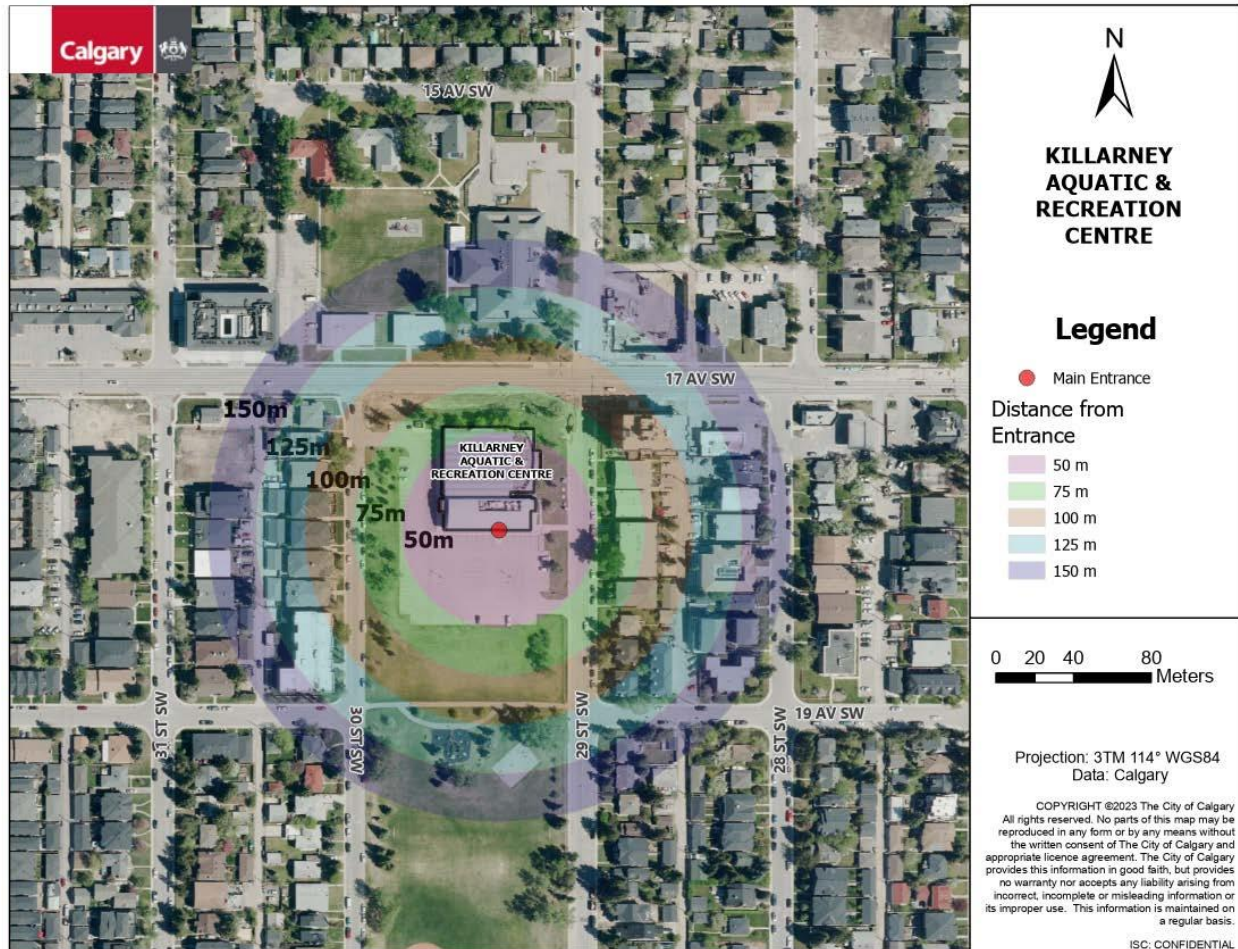 Calgary
15 AV SW
17 AV SW
150m
125m
100m
75m
50m
KILLARNEY
AQUATIC &
RECREATION CENTRE
31 ST SW
30 ST SW
29 ST SW
28 ST SW
19 AV SW
N
KILLARNEY
AQUATIC &
RECREATION
CENTRE
Legend
Main Entrance
Distance from
Entrance
50 m
75 m
100 m
125 m
150 m
0 20 40 80
Meters
Projection: 3TM 114° WGS84
Data: Calgary
COPYRIGHT ©2023 The City of Calgary
All rights reserved. No parts of this map may be
reproduced in any form or by any means without
the written consent of The City of Calgary and
appropriate licence agreement. The City of Calgary
provides this information in good faith, but provides
no warranty nor accepts any liability arising from
incorrect, incomplete or misleading information or
its improper use. This information is maintained on
a regular basis.
ISC: CONFIDENTIAL